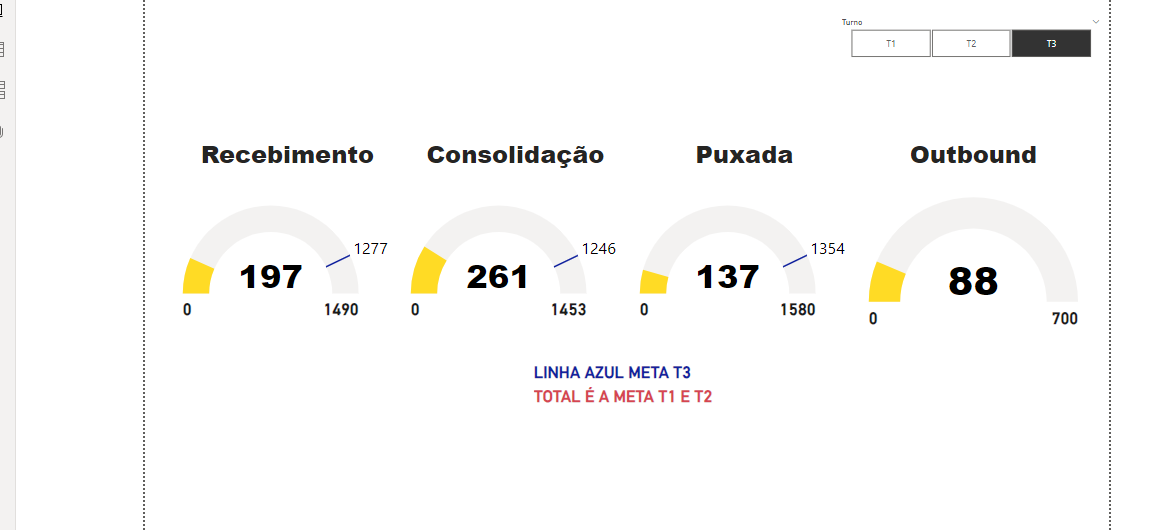 Turno
T1 T2 T3
Recebimento Consolidação Puxada Outbound
1277 1246 1354
197 261 137 88
0 1490 0 1453 0 1580 0 700
LINHA AZUL META T3
TOTAL É A META T1 E T2